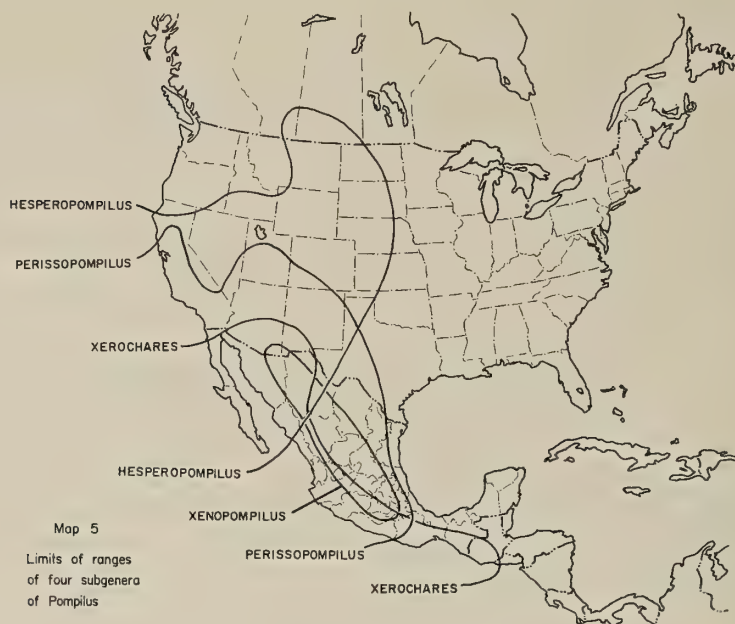 HESPEROPOMPILUS
PERISSOPOMPILUS
XEROCHARES
HESPEROPOMPILUS
XENOPOMPILUS
PERISSOPOMPILUS
XEROCHARES
Map 5
Limits of ranges
of four subgenera
of Pompilus